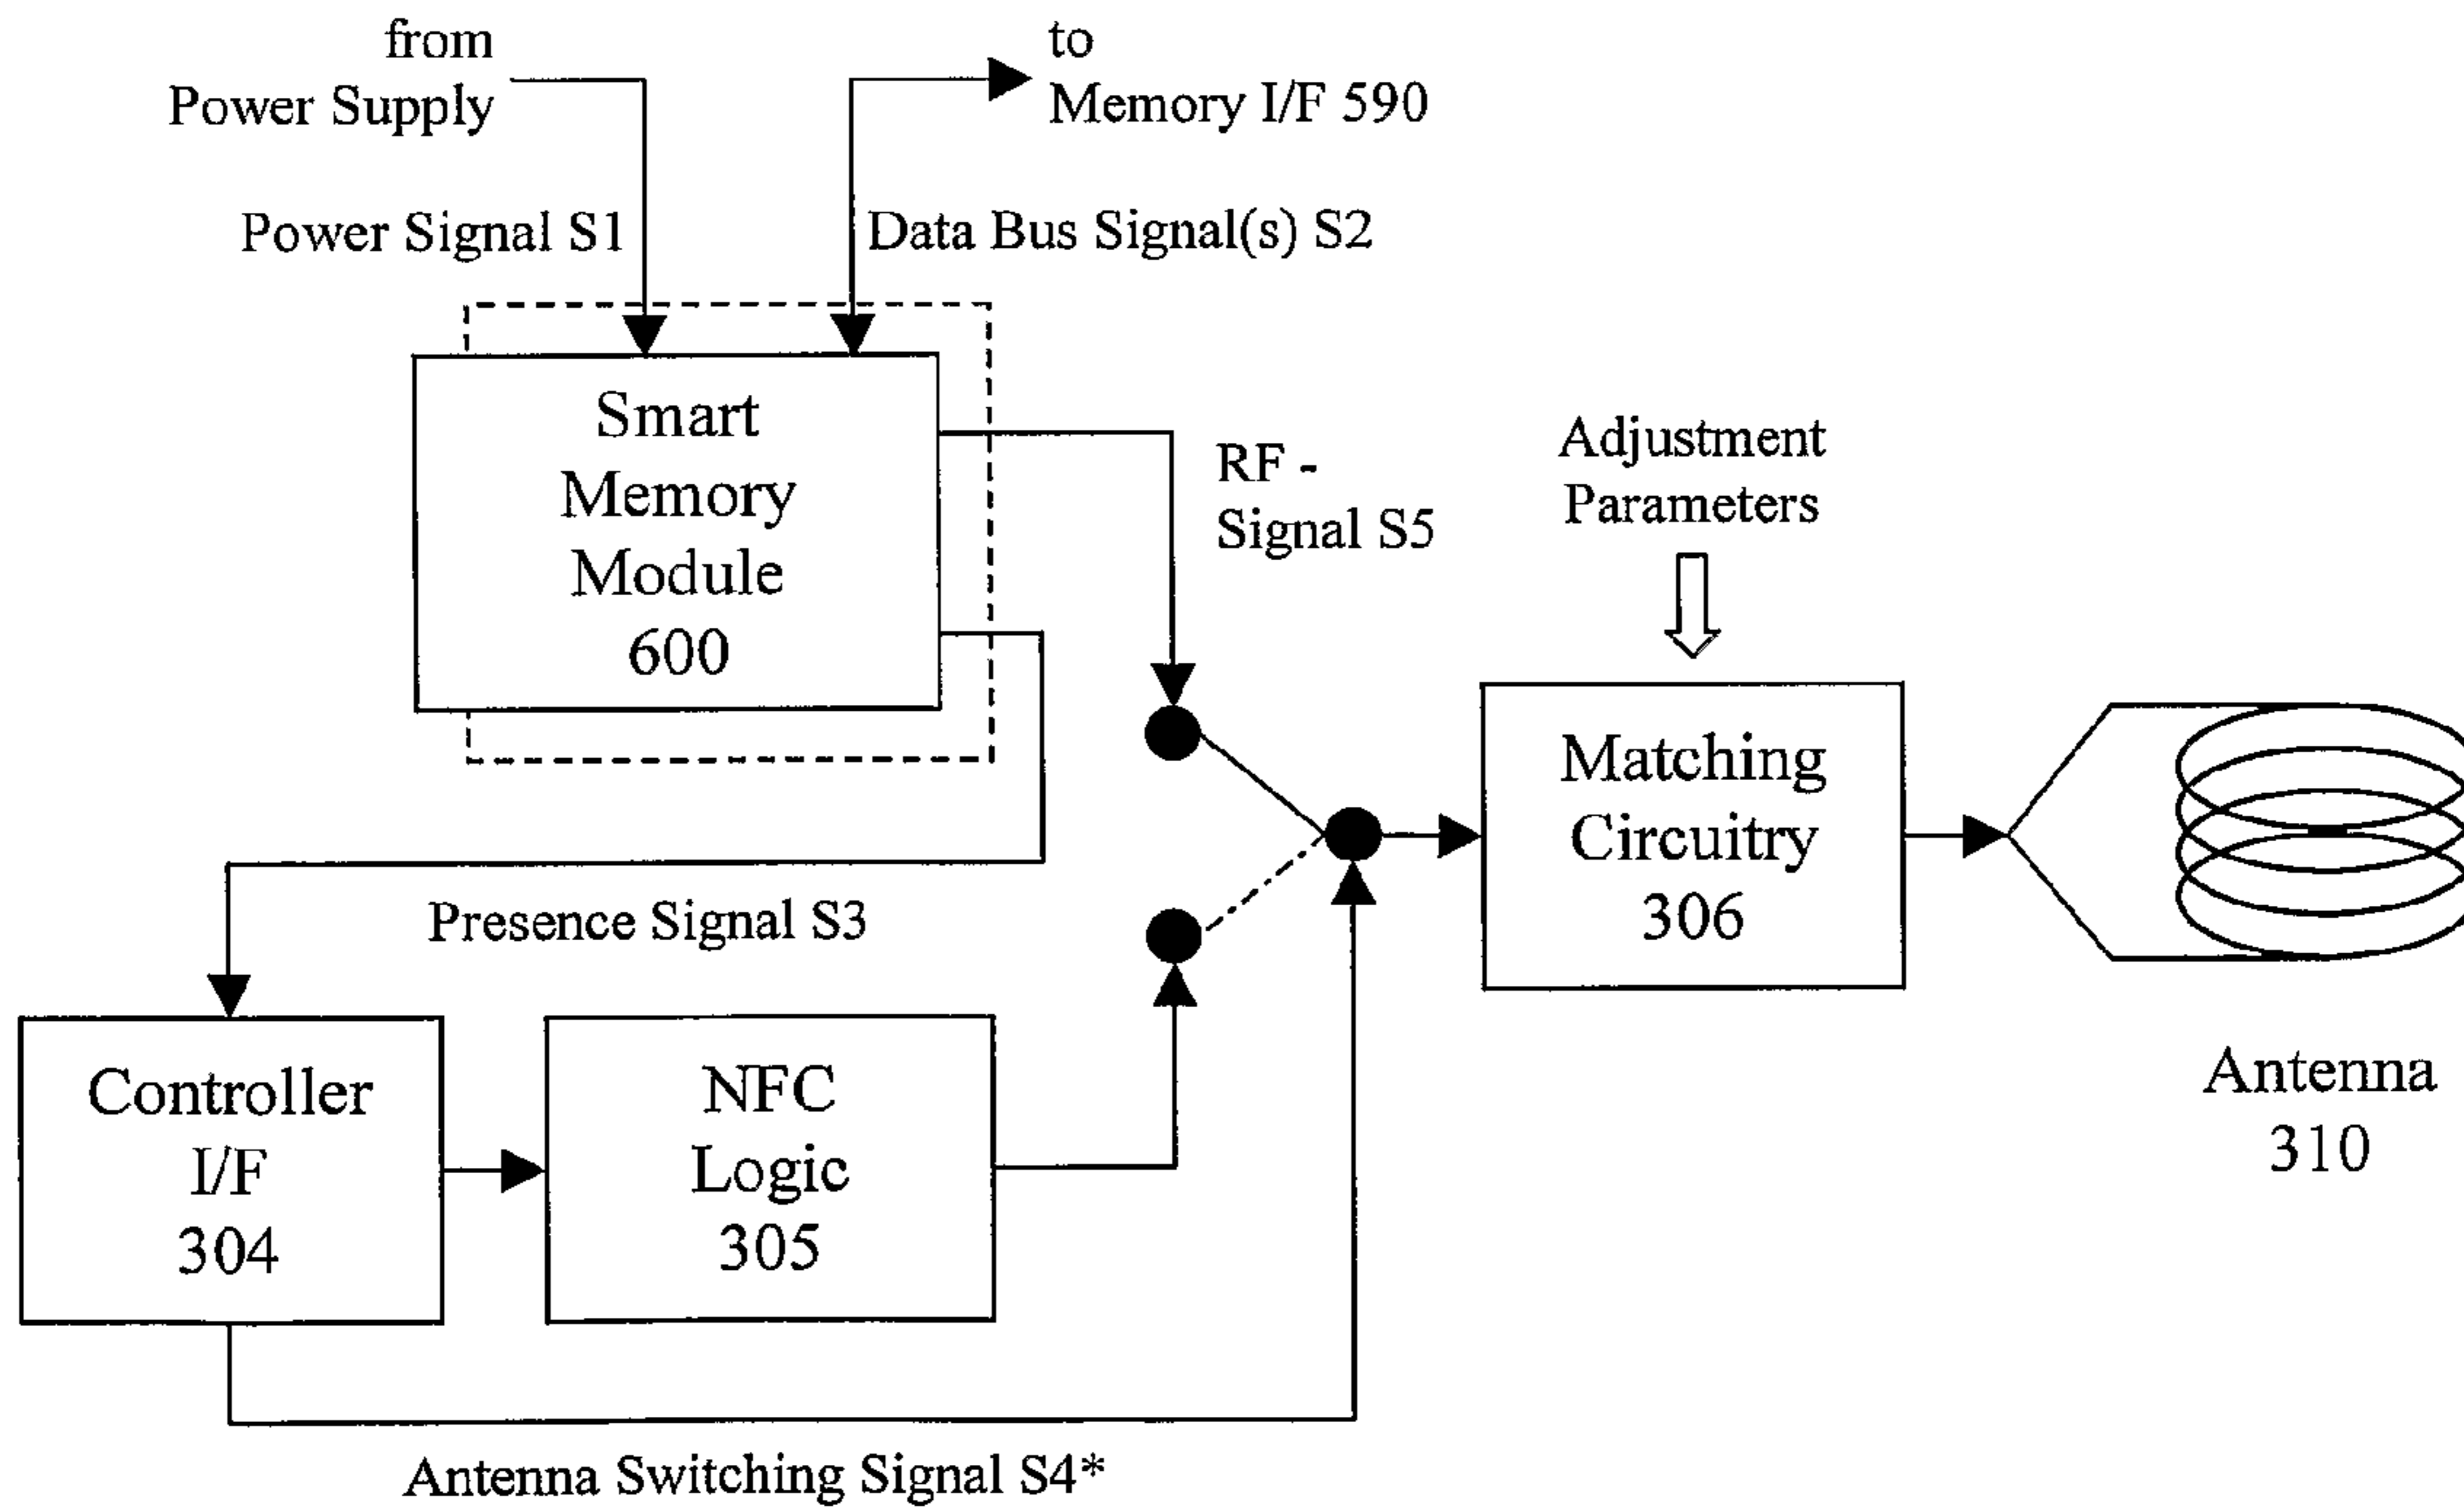 from
Power Supply
to
Memory I/F 590
Power Signal S1
Data Bus Signal(s) S2
Smart
Memory
Module
600
RF -
Signal S5
Adjustment
Parameters
Matching
Circuitry
306
Presence Signal S3
Controller
I/F
304
NFC
Logic
305
Antenna
310
Antenna Switching Signal S4*